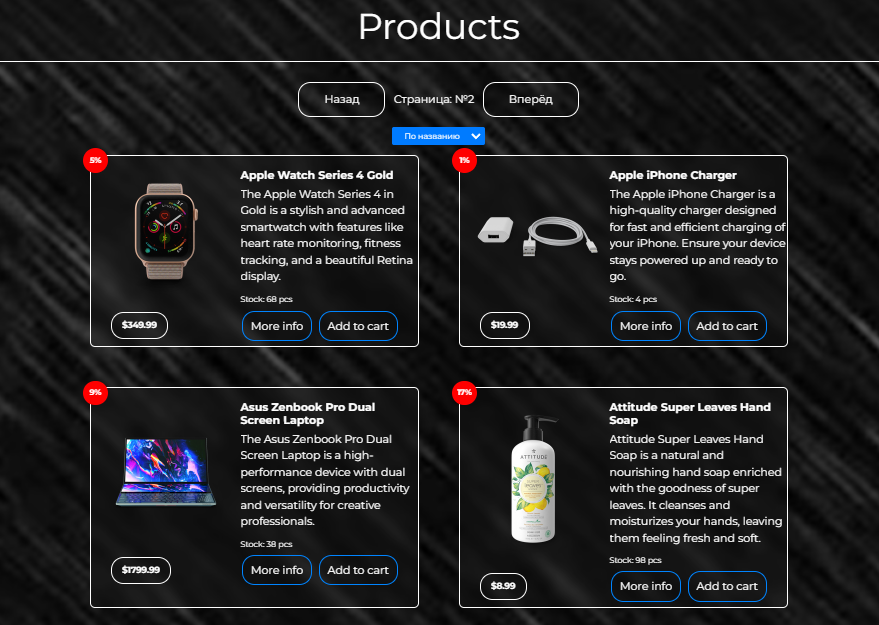 Products
Назад
Страница: №2
Вперёд
По названию
5%
Apple Watch Series 4 Gold
The Apple Watch Series 4 in
Gold is a stylish and advanced
smartwatch with features like
heart rate monitoring, fitness
tracking, and a beautiful Retina
display.
Stock: 68 pcs
$349.99
More info
Add to cart
1%
Apple iPhone Charger
The Apple iPhone Charger is a
high-quality charger designed
for fast and efficient charging of
your iPhone. Ensure your device
stays powered up and ready to
go.
Stock: 4 pcs
$19.99
More info
Add to cart
9%
Asus Zenbook Pro Dual
Screen Laptop
The Asus Zenbook Pro Dual
Screen Laptop is a high-
performance device with dual
screens, providing productivity
and versatility for creative
professionals.
Stock: 38 pcs
$1799.99
More info
Add to cart
17%
ATTITUDE
Attitude Super Leaves Hand
Soap
Attitude Super Leaves Hand
Soap is a natural and
nourishing hand soap enriched
with the goodness of super
leaves. It cleanses and
moisturizes your hands, leaving
them feeling fresh and soft.
Stock: 98 pcs
$8.99
More info
Add to cart